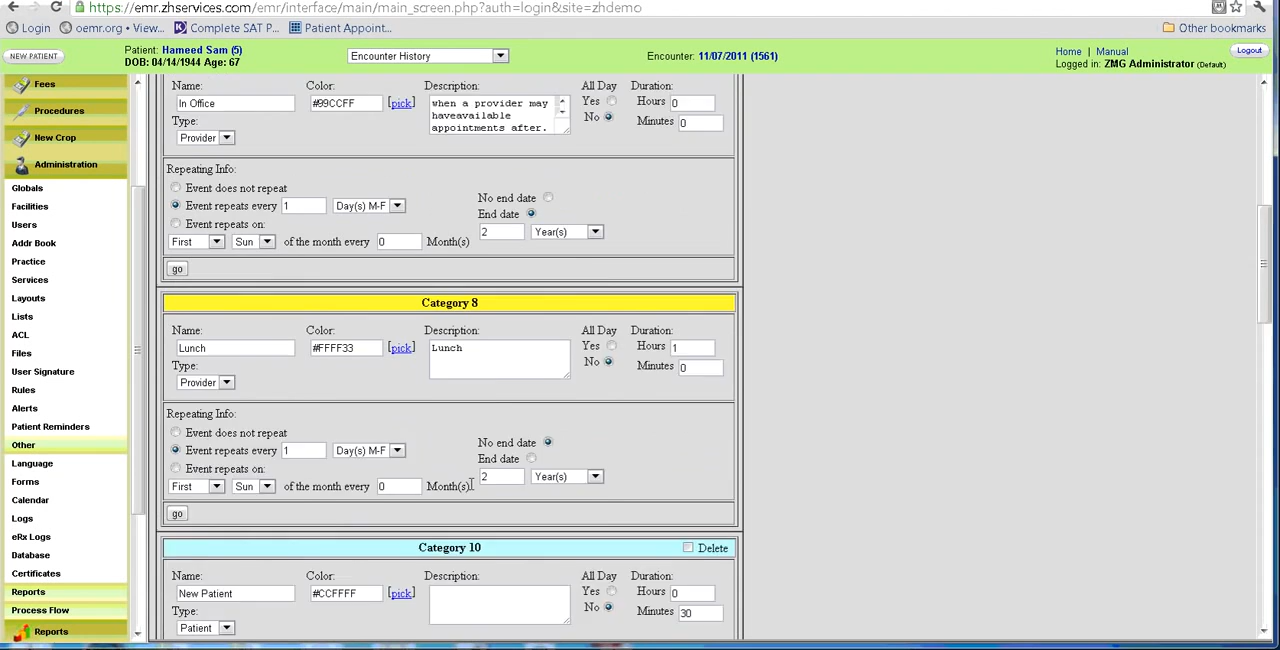 https://emr.zhservices.com/emr/interface/main/main_screen.php?auth=login&site=zhdemo
Login oemr.org • View... Complete SAT P... Patient Appoint... Other bookmarks
NEW PATIENT Patient: Hameed Sam (5) Encounter History Encounter: 11/07/2011 (1561) Home | Manual Logout
DOB: 04/14/1944 Age: 67 Logged in: ZMG Administrator (Default)
Fees
Procedures
New Crop
Administration
Globals
Facilities
Users
Addr Book
Practice
Services
Layouts
Lists
ACL
Files
User Signature
Rules
Alerts
Patient Reminders
Other
Language
Forms
Calendar
Logs
eRx Logs
Database
Certificates
Reports
Process Flow
Reports
Name: Color: Description: All Day Duration:
In Office #99CCFF [pick] when a provider may haveavailable appointments after. Yes No Hours 0
Type: Minutes 0
Provider
Repeating Info:
Event does not repeat No end date
Event repeats every 1 Day(s) M-F End date
Event repeats on: 2 Year(s)
First Sun of the month every 0 Month(s)
go
Category 8
Name: Color: Description: All Day Duration:
Lunch #FFFF33 [pick] Lunch Yes No Hours 1
Type: Minutes 0
Provider
Repeating Info:
Event does not repeat No end date
Event repeats every 1 Day(s) M-F End date
Event repeats on: 2 Year(s)
First Sun of the month every 0 Month(s)
go
Category 10 Delete
Name: Color: Description: All Day Duration:
New Patient #CCFFFF [pick] Yes No Hours 0
Type: Minutes 30
Patient